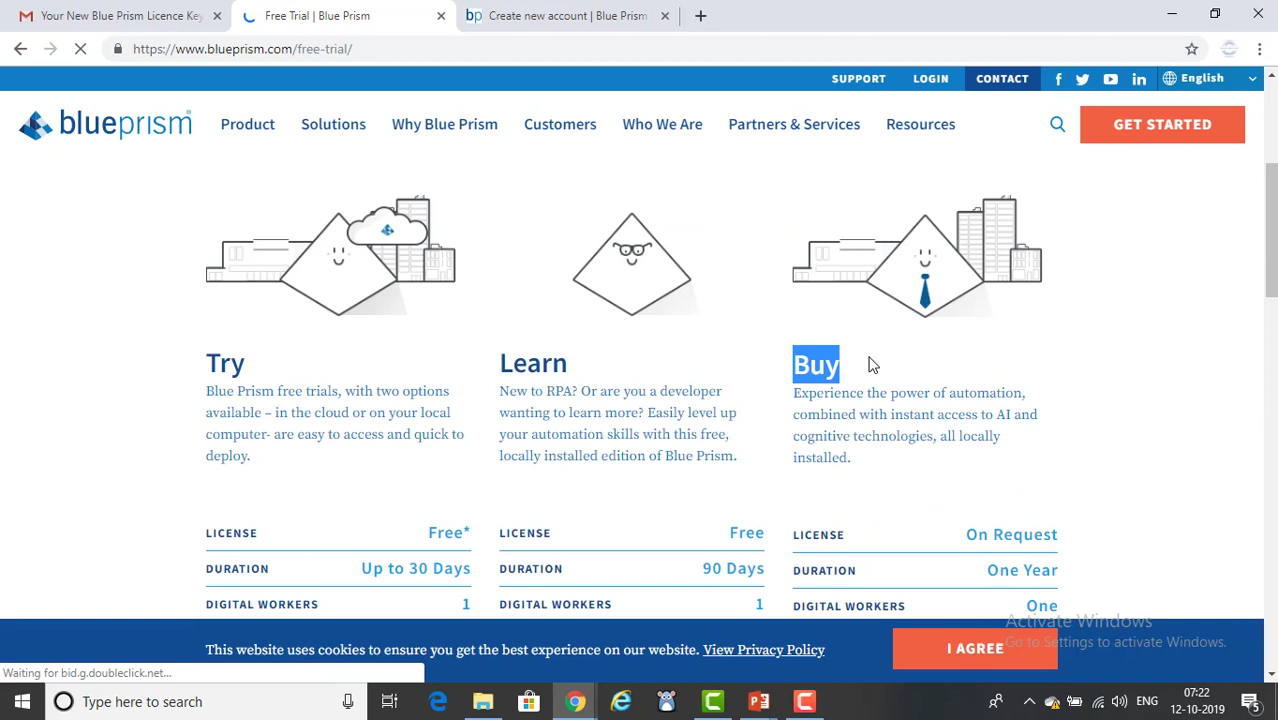 Your New Blue Prism Licence Key
Free Trial | Blue Prism
bp Create new account | Blue Prism
https://www.blueprism.com/free-trial/
SUPPORT LOGIN CONTACT English
blueprism Product Solutions Why Blue Prism Customers Who We Are Partners & Services Resources GET STARTED
Try
Blue Prism free trials, with two options
available – in the cloud or on your local
computer- are easy to access and quick to
deploy.
LICENSE Free*
DURATION Up to 30 Days
DIGITAL WORKERS 1
Learn
New to RPA? Or are you a developer
wanting to learn more? Easily level up
your automation skills with this free,
locally installed edition of Blue Prism.
LICENSE Free
DURATION 90 Days
DIGITAL WORKERS 1
Buy
Experience the power of automation,
combined with instant access to AI and
cognitive technologies, all locally
installed.
LICENSE On Request
DURATION One Year
DIGITAL WORKERS One
Activate Windows
Go to Settings to activate Windows.
This website uses cookies to ensure you get the best experience on our website. View Privacy Policy
I AGREE
Waiting for bid.g.doubleclick.net...
Type here to search
ENG
07:22
12-10-2019
5